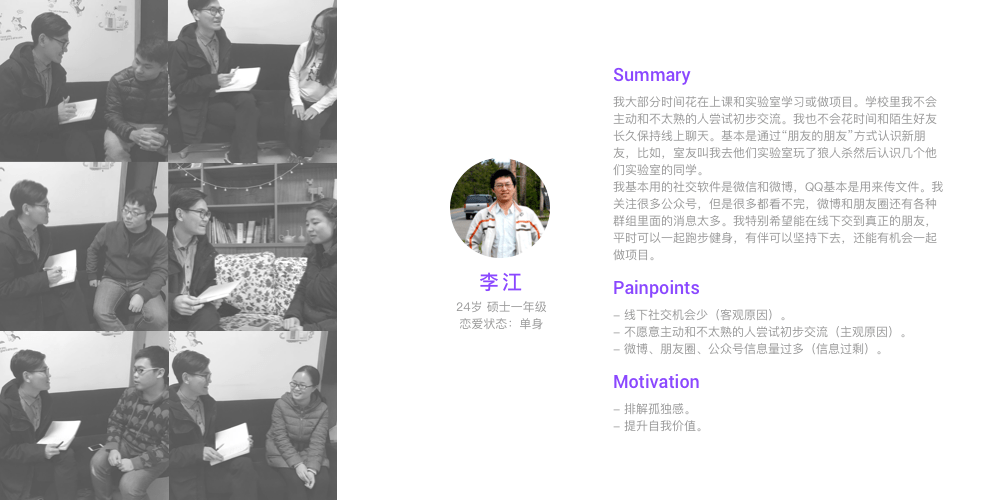 李江
24岁 硕士一年级
恋爱状态：单身
Summary
我大部分时间花在上课和实验室学习或做项目。学校里我不会
主动和不太熟的人尝试初步交流。我也不会花时间和陌生好友
长久保持线上聊天。基本是通过“朋友的朋友”方式认识新朋
友，比如，室友叫我去他们实验室玩了狼人杀然后认识几个他
们实验室的同学。
我基本用的社交软件是微信和微博，QQ基本是用来传文件。我
关注很多公众号，但是很多都看不完，微博和朋友圈还有各种
群组里面的消息太多。我特别希望能在线下交到真正的朋友，
平时可以一起跑步健身，有伴可以坚持下去，还能有机会一起
做项目。
Painpoints
– 线下社交机会少（客观原因）。
– 不愿意主动和不太熟的人尝试初步交流（主观原因）。
– 微博、朋友圈、公众号信息量过多（信息过剩）。
Motivation
– 排解孤独感。
– 提升自我价值。